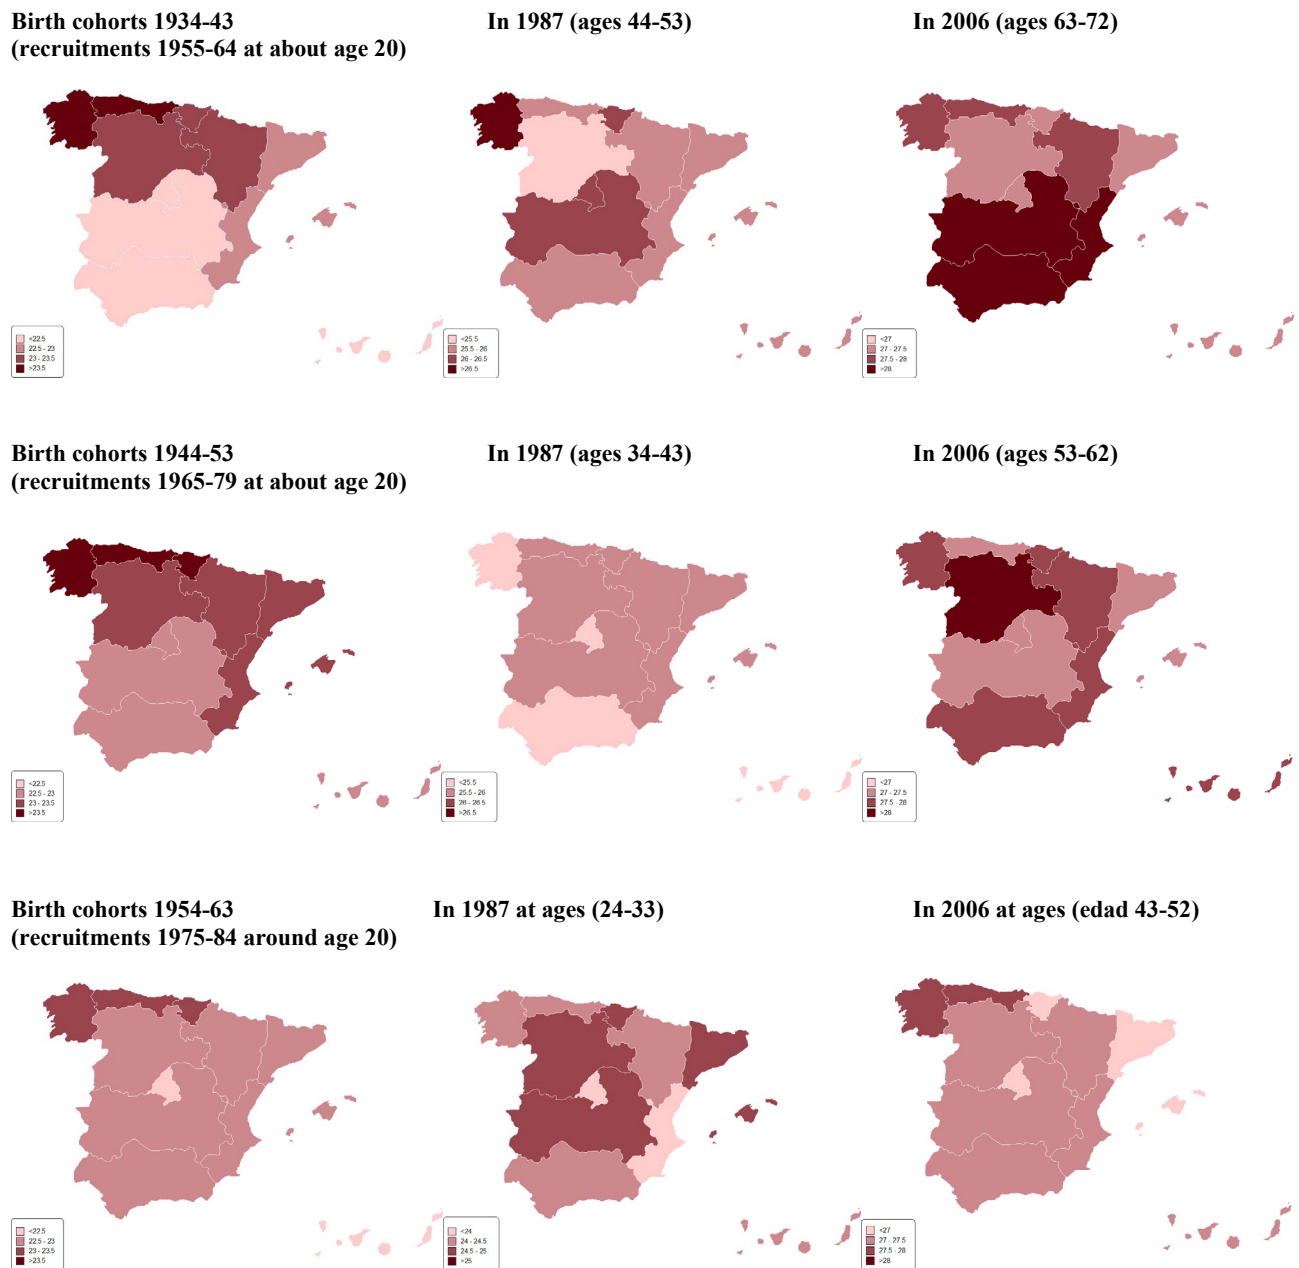 Birth cohorts 1934-43
(recruitments 1955-64 at about age 20)
In 1987 (ages 44-53)
In 2006 (ages 63-72)
<22.5
22.5 - 23
23 - 23.5
>23.5
<25.5
25.5 - 26
26 - 26.5
>26.5
<27
27 - 27.5
27.5 - 28
>28
Birth cohorts 1944-53
(recruitments 1965-79 at about age 20)
In 1987 (ages 34-43)
In 2006 (ages 53-62)
<22.5
22.5 - 23
23 - 23.5
>23.5
<25.5
25.5 - 26
26 - 26.5
>26.5
<27
27 - 27.5
27.5 - 28
>28
Birth cohorts 1954-63
(recruitments 1975-84 around age 20)
In 1987 at ages (24-33)
In 2006 at ages (edad 43-52)
<22.5
22.5 - 23
23 - 23.5
>23.5
<24
24 - 24.5
24.5 - 25
>25
<27
27 - 27.5
27.5 - 28
>28